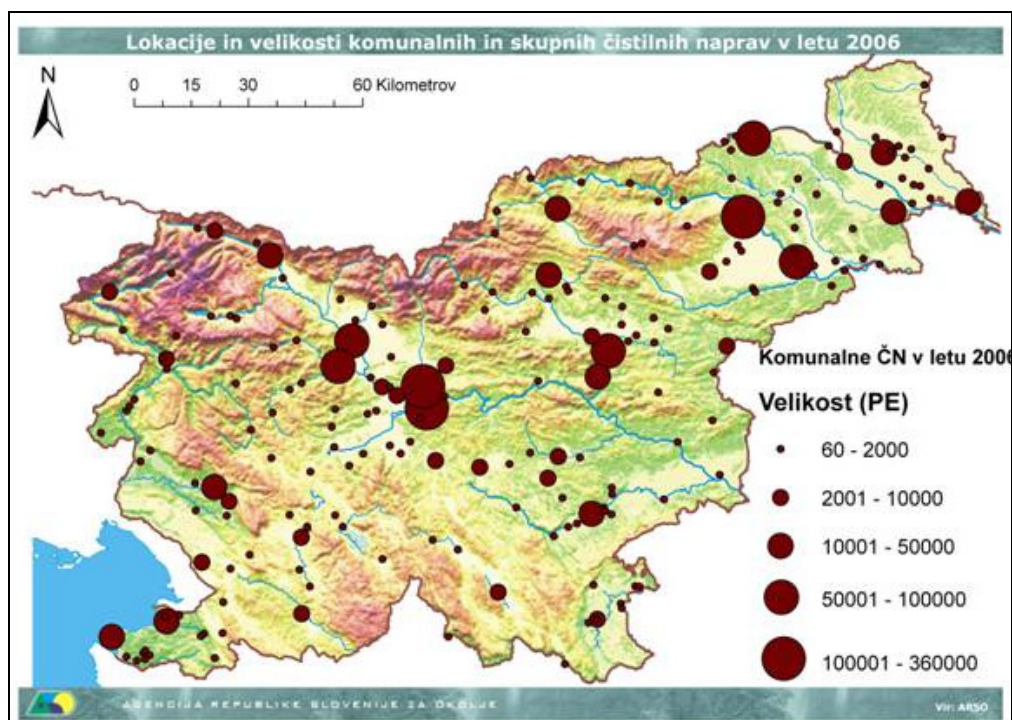 Lokacije in velikosti komunalnih in skupnih čistilnih naprav v letu 2006
N
0 15 30 60 Kilometrov
Komunalne ČN v letu 2006
Velikost (PE)
60 - 2000
2001 - 10000
10001 - 50000
50001 - 100000
100001 - 360000
AGENCIJA REPUBLIKE SLOVENIJE ZA OKOLJE
Vir: ARSO